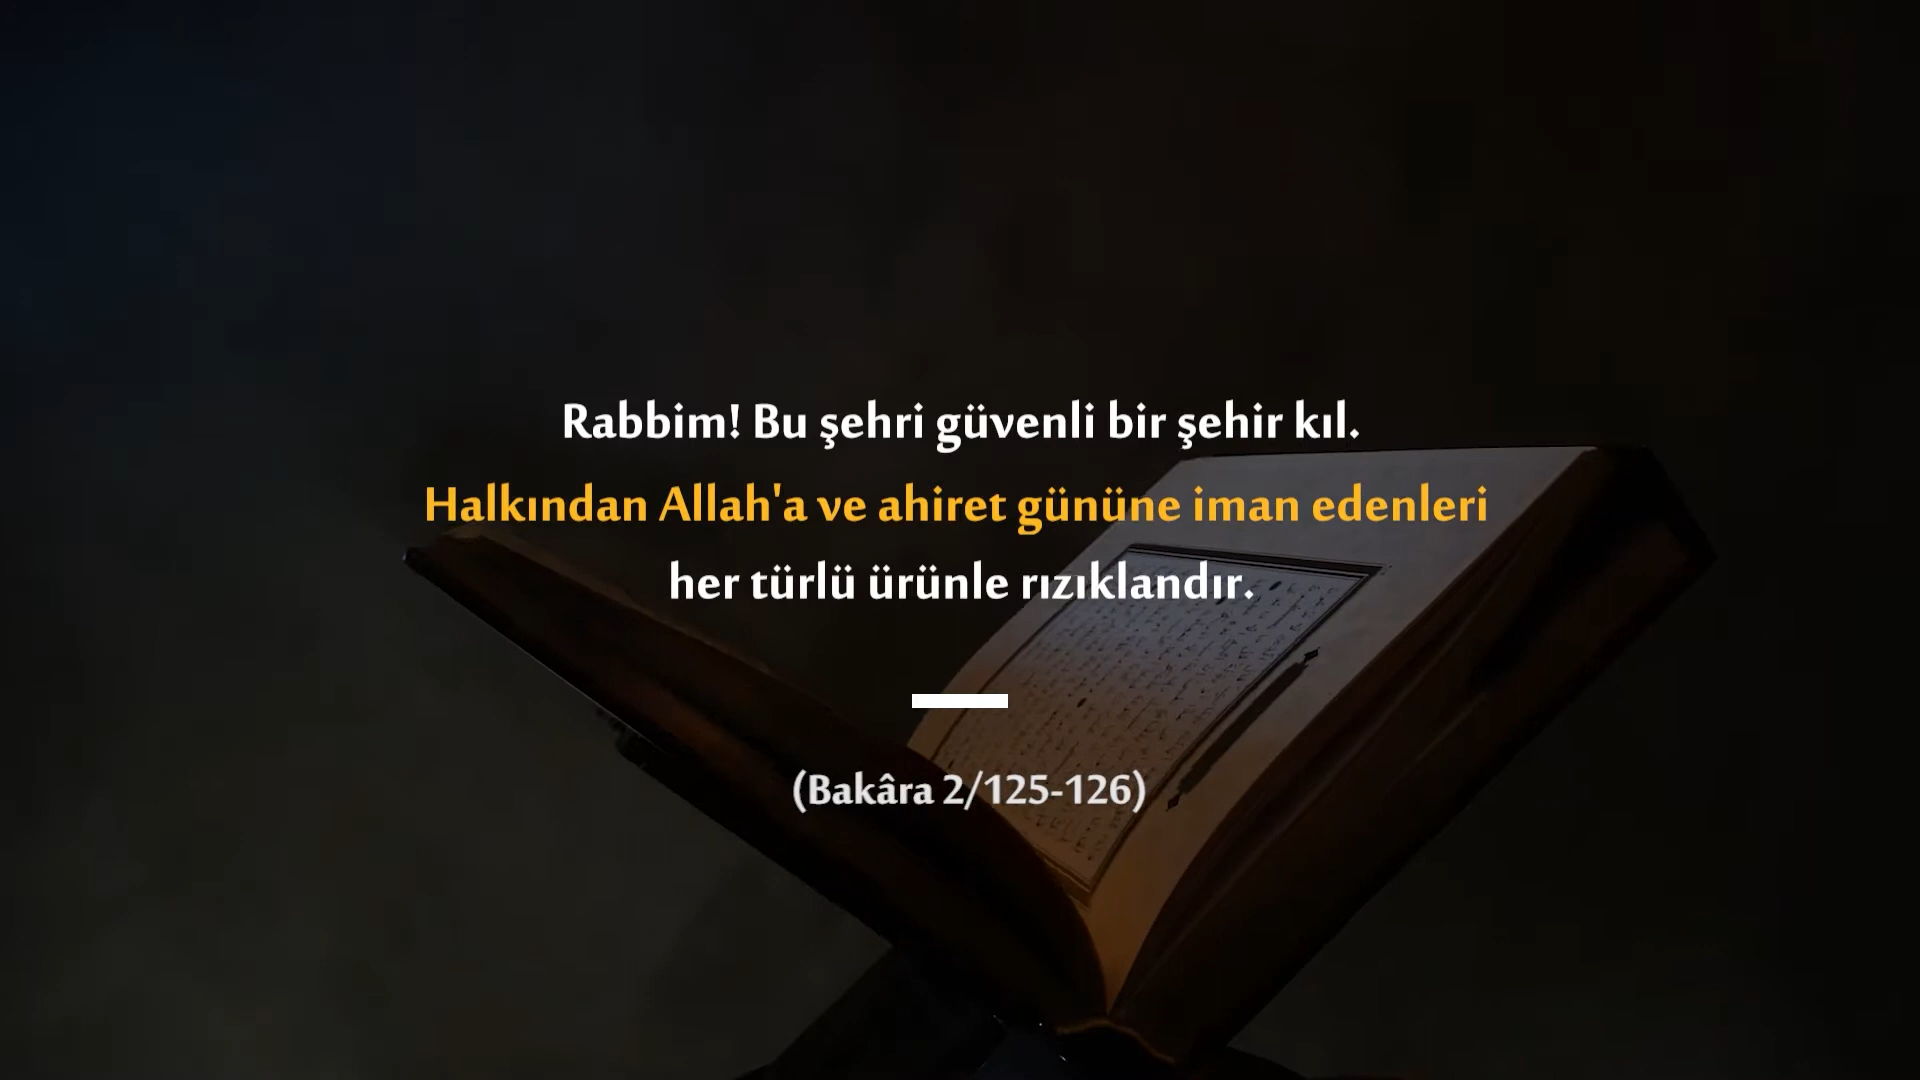 Rabbim! Bu şehri güvenli bir şehir kıl.
Halkından Allah'a ve ahiret gününe iman edenleri
her türlü ürünle rızıklandır.
(Bakâra 2/125-126)